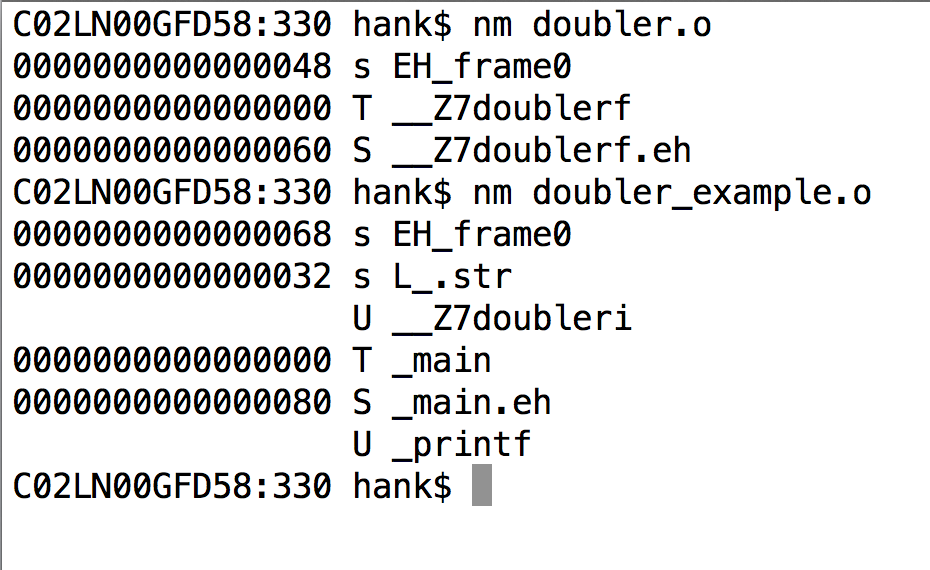 C02LN00GFD58:330 hank$ nm doubler.o
0000000000000048 s EH_frame0
0000000000000000 T __Z7doublerf
0000000000000060 S __Z7doublerf.eh
C02LN00GFD58:330 hank$ nm doubler_example.o
0000000000000068 s EH_frame0
0000000000000032 s L_.str
                 U __Z7doubleri
0000000000000000 T _main
0000000000000080 S _main.eh
                 U _printf
C02LN00GFD58:330 hank$